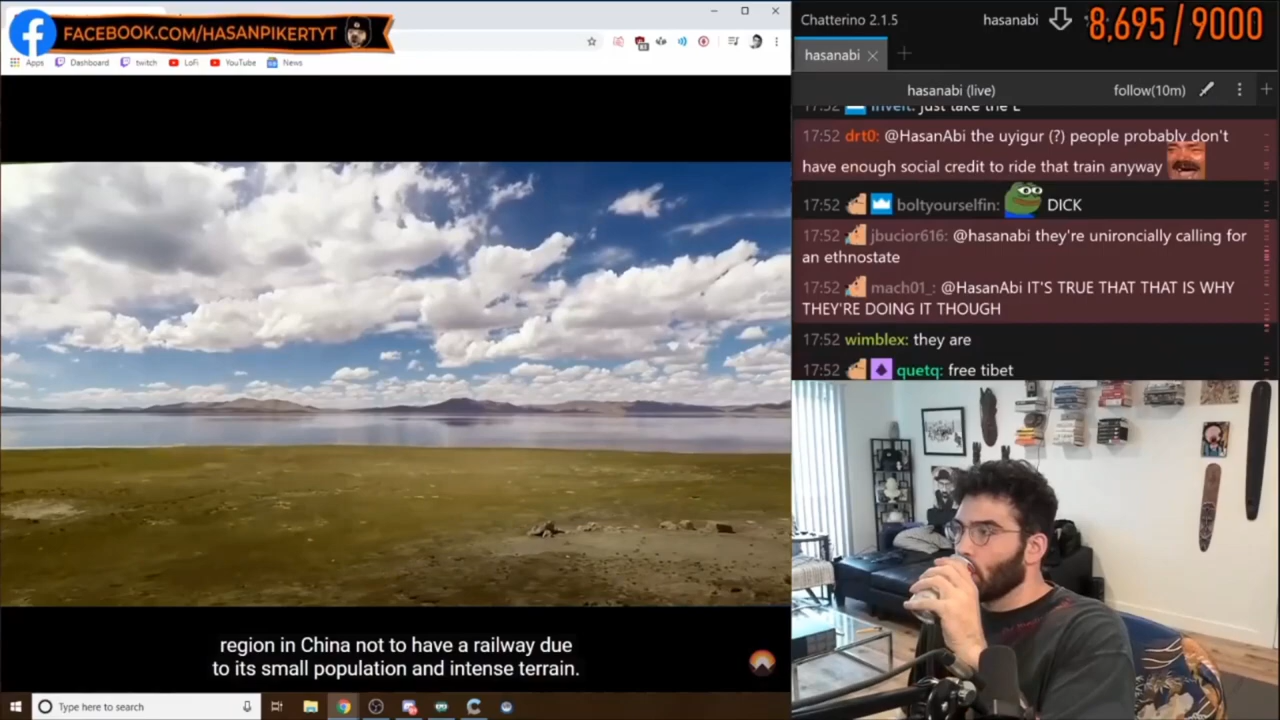 FACEBOOK.COM/HASANPIKERTYT
Apps Dashboard twitch LoFi YouTube News
region in China not to have a railway due
to its small population and intense terrain.
Type here to search
Chatterino 2.1.5 hasanabi 8,695 / 9000
hasanabi
hasanabi (live) follow(10m)
17:52 invelt: just take the L
17:52 drt0: @HasanAbi the uyigur (?) people probably don't
have enough social credit to ride that train anyway
17:52 boltyourselfin: DICK
17:52 jbucior616: @hasanabi they're unironcially calling for
an ethnostate
17:52 mach01_: @HasanAbi IT'S TRUE THAT THAT IS WHY
THEY'RE DOING IT THOUGH
17:52 wimblex: they are
17:52 quetq: free tibet